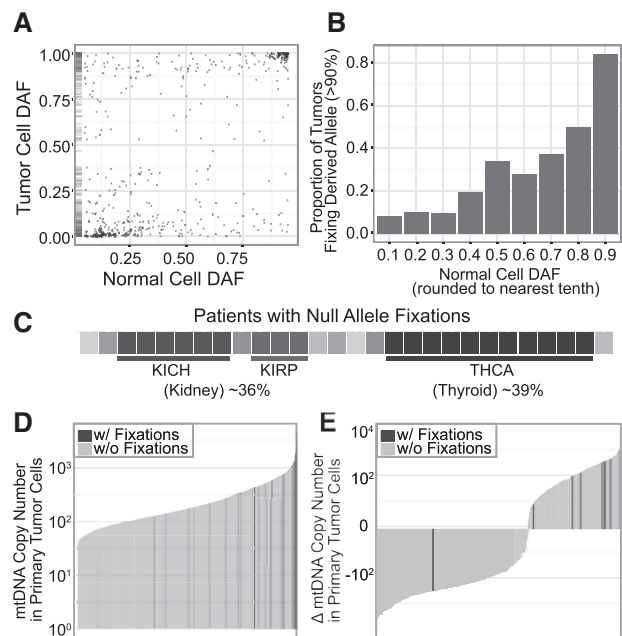 A
Tumor Cell DAF
1.00
0.75
0.50
0.25
0.00
0.25
0.50
0.75
Normal Cell DAF
B
Proportion of Tumors
Fixing Derived Allele (>90%)
0.8
0.6
0.4
0.2
0.0
0.1 0.2 0.3 0.4 0.5 0.6 0.7 0.8 0.9
Normal Cell DAF
(rounded to nearest tenth)
C
Patients with Null Allele Fixations
KICH
(Kidney) ~36%
KIRP
THCA
(Thyroid) ~39%
D
mtDNA Copy Number
in Primary Tumor Cells
w/ Fixations
w/o Fixations
10³
10²
10¹
10⁰
E
Δ mtDNA Copy Number
in Primary Tumor Cells
w/ Fixations
w/o Fixations
10⁴
10²
0
-10²